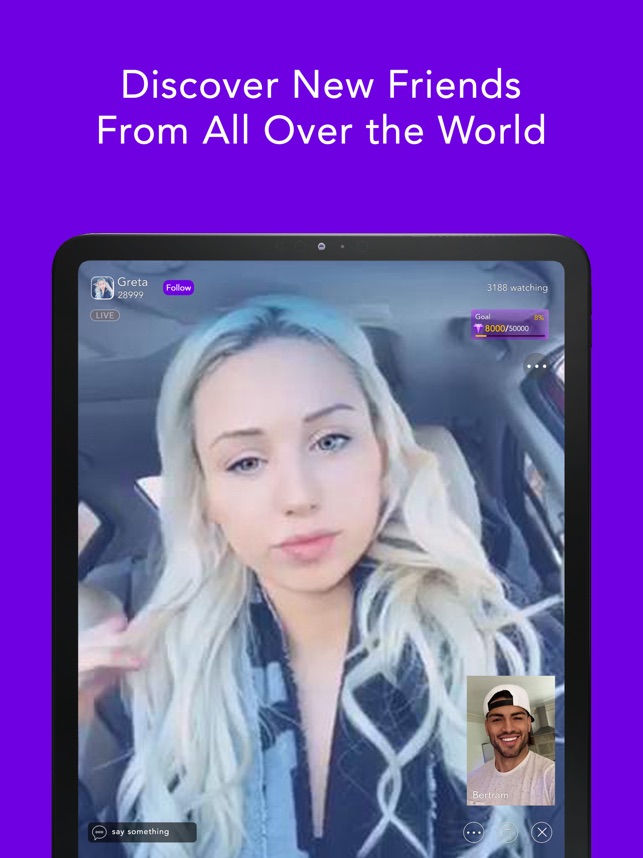 Discover New Friends
From All Over the World
Greta
28999
Follow
3188 watching
LIVE
Goal 8%
8000/50000
Bertram
say something